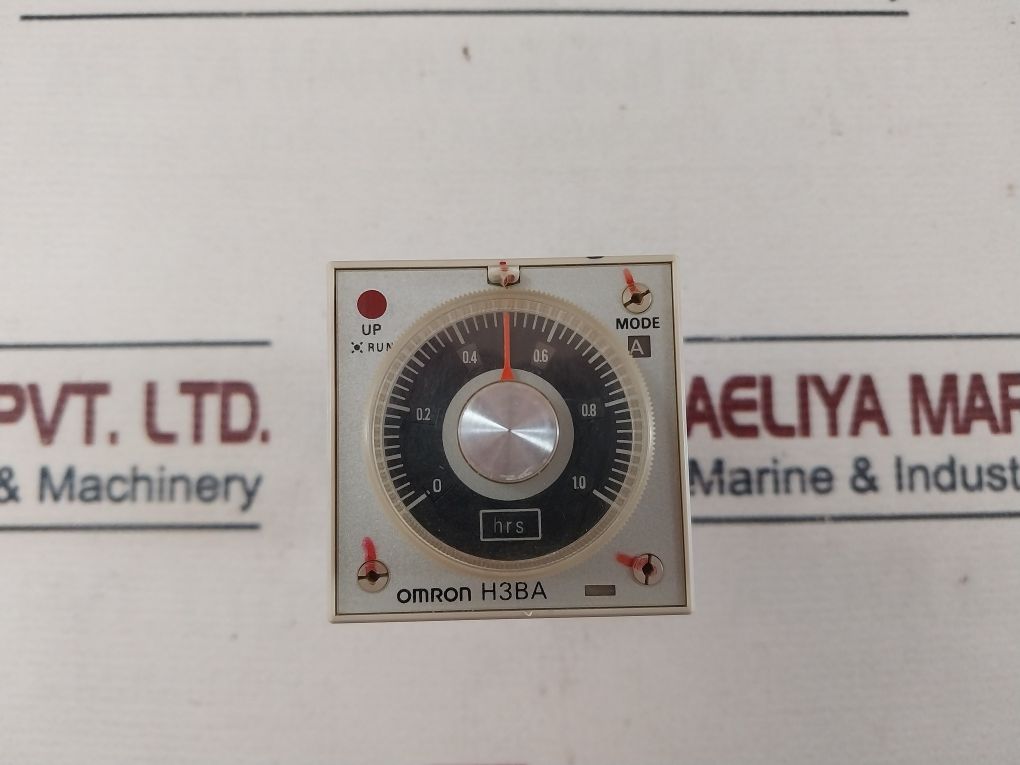 UP
RUN
MODE
A
0.4
0.6
0.2
0.8
0
1.0
hrs
OMRON H3BA
PVT. LTD.
& Machinery
AELIYA MAR
Marine & Indust